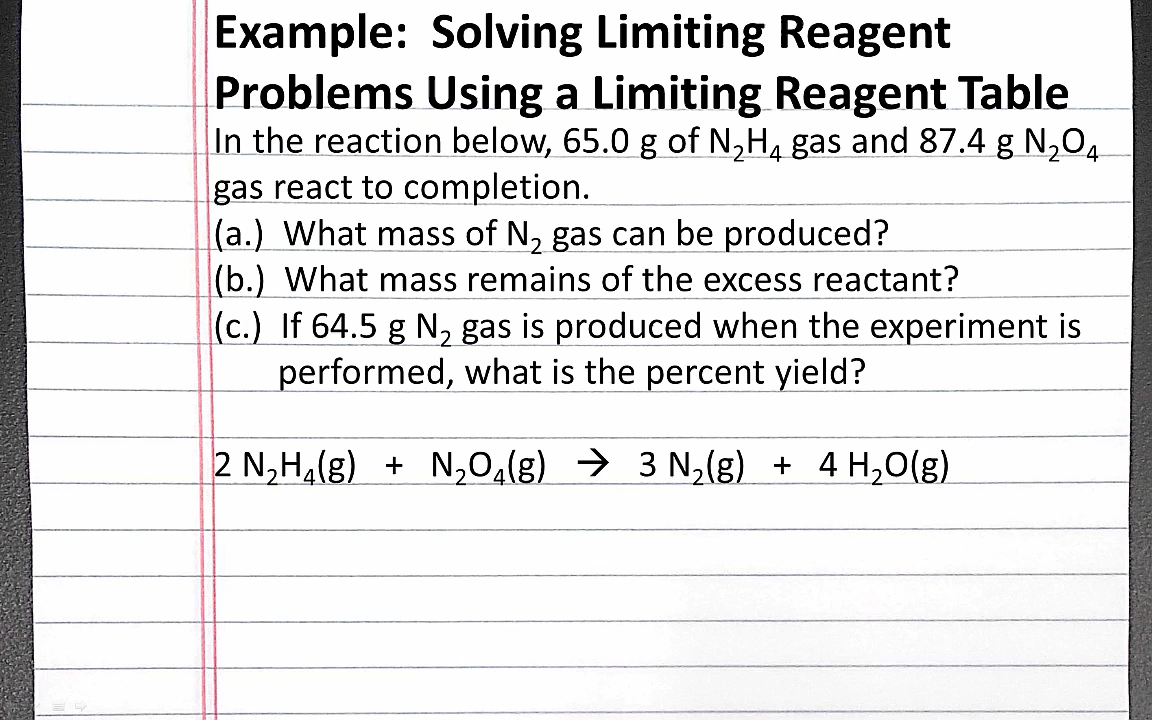 Example:  Solving Limiting Reagent
Problems Using a Limiting Reagent Table
In the reaction below, 65.0 g of N₂H₄ gas and 87.4 g N₂O₄
gas react to completion.
(a.)  What mass of N₂ gas can be produced?
(b.)  What mass remains of the excess reactant?
(c.)  If 64.5 g N₂ gas is produced when the experiment is
performed, what is the percent yield?
2 N₂H₄(g)   +   N₂O₄(g)   →   3 N₂(g)   +   4 H₂O(g)